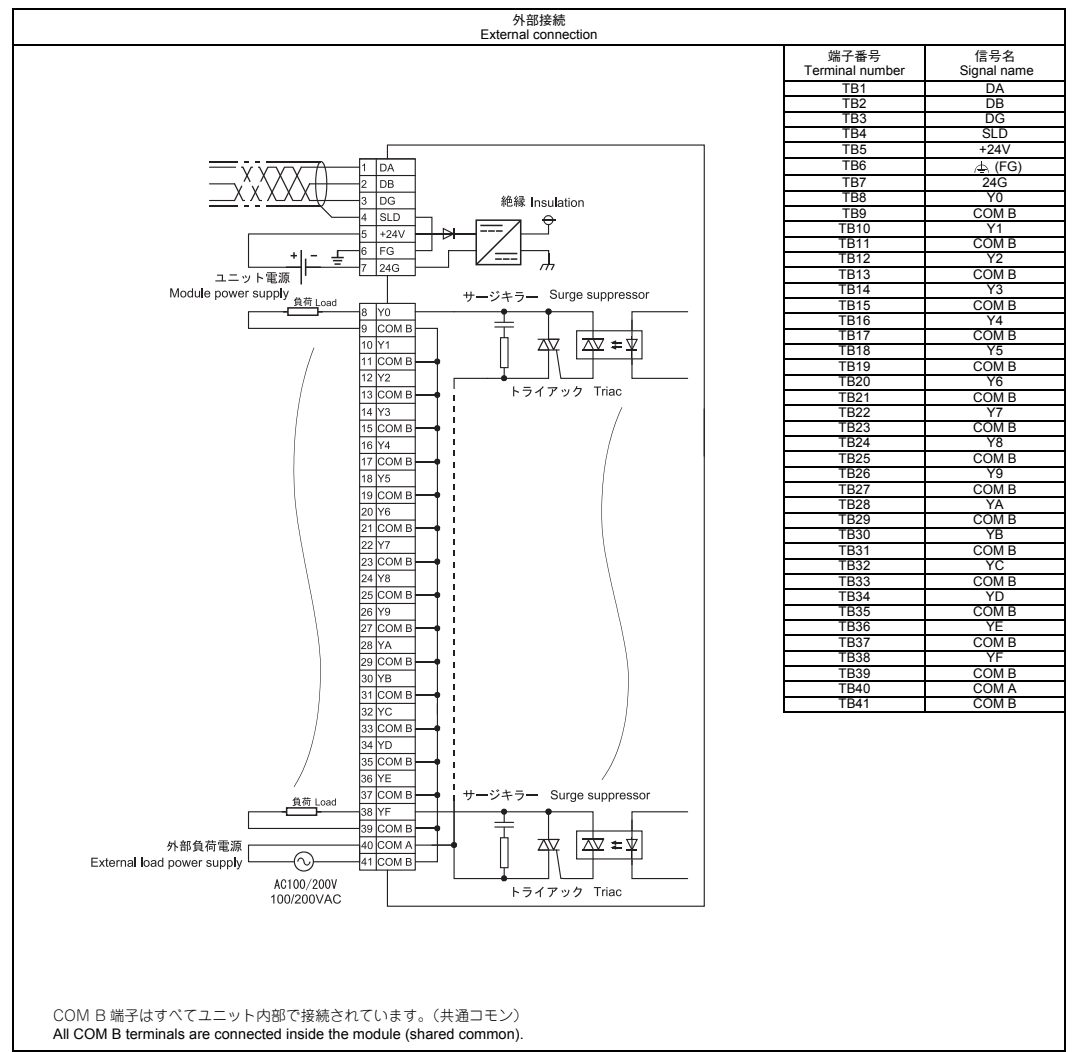 外部接続
External connection
端子番号 信号名
Terminal number Signal name
TB1 DA
TB2 DB
TB3 DG
TB4 SLD
TB5 +24V
TB6 (FG)
TB7 24G
TB8 Y0
TB9 COM B
TB10 Y1
TB11 COM B
TB12 Y2
TB13 COM B
TB14 Y3
TB15 COM B
TB16 Y4
TB17 COM B
TB18 Y5
TB19 COM B
TB20 Y6
TB21 COM B
TB22 Y7
TB23 COM B
TB24 Y8
TB25 COM B
TB26 Y9
TB27 COM B
TB28 YA
TB29 COM B
TB30 YB
TB31 COM B
TB32 YC
TB33 COM B
TB34 YD
TB35 COM B
TB36 YE
TB37 COM B
TB38 YF
TB39 COM B
TB40 COM A
TB41 COM B
1 DA
2 DB
3 DG
4 SLD
5 +24V
6 FG
7 24G
絶縁 Insulation
+ -
ユニット電源
Module power supply
負荷 Load
サージキラー Surge suppressor
トライアック Triac
8 Y0
9 COM B
10 Y1
11 COM B
12 Y2
13 COM B
14 Y3
15 COM B
16 Y4
17 COM B
18 Y5
19 COM B
20 Y6
21 COM B
22 Y7
23 COM B
24 Y8
25 COM B
26 Y9
27 COM B
28 YA
29 COM B
30 YB
31 COM B
32 YC
33 COM B
34 YD
35 COM B
36 YE
37 COM B
38 YF
39 COM B
40 COM A
41 COM B
負荷 Load
サージキラー Surge suppressor
トライアック Triac
外部負荷電源
External load power supply
AC100/200V
100/200VAC
COM B 端子はすべてユニット内部で接続されています。（共通コモン）
All COM B terminals are connected inside the module (shared common).